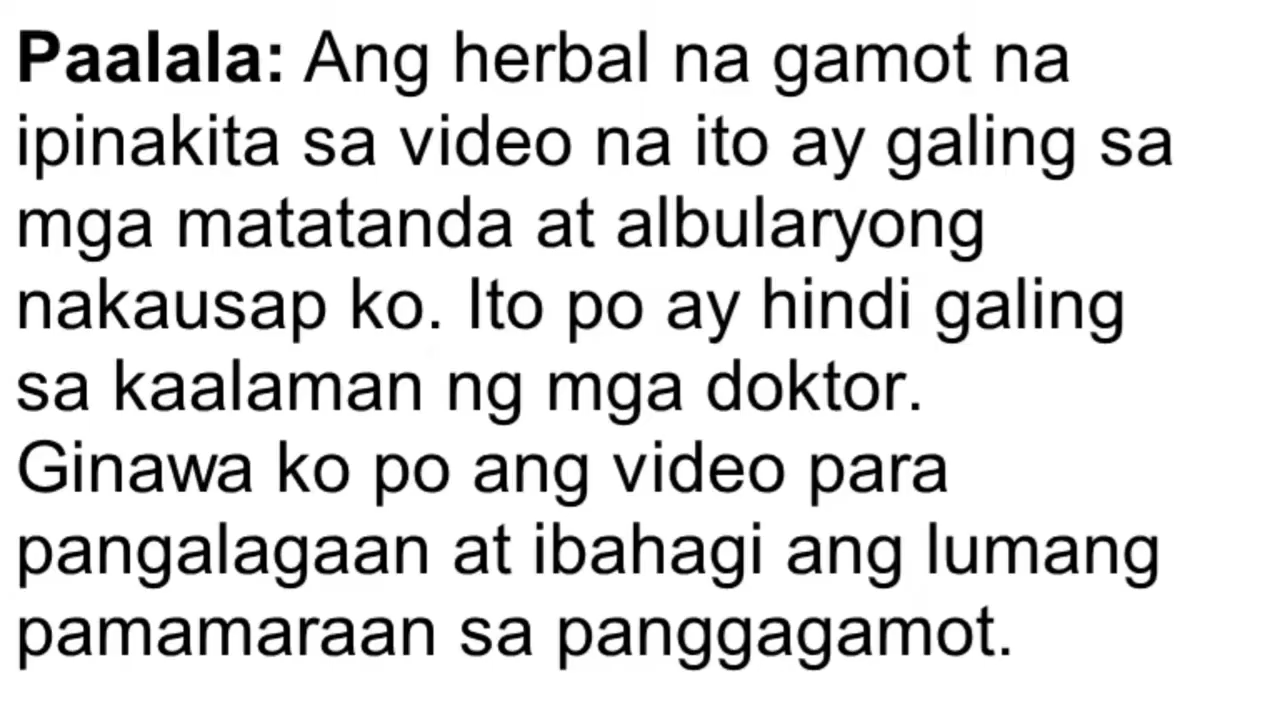 Paalala: Ang herbal na gamot na
ipinakita sa video na ito ay galing sa
mga matatanda at albularyong
nakausap ko. Ito po ay hindi galing
sa kaalaman ng mga doktor.
Ginawa ko po ang video para
pangalagaan at ibahagi ang lumang
pamamaraan sa panggagamot.